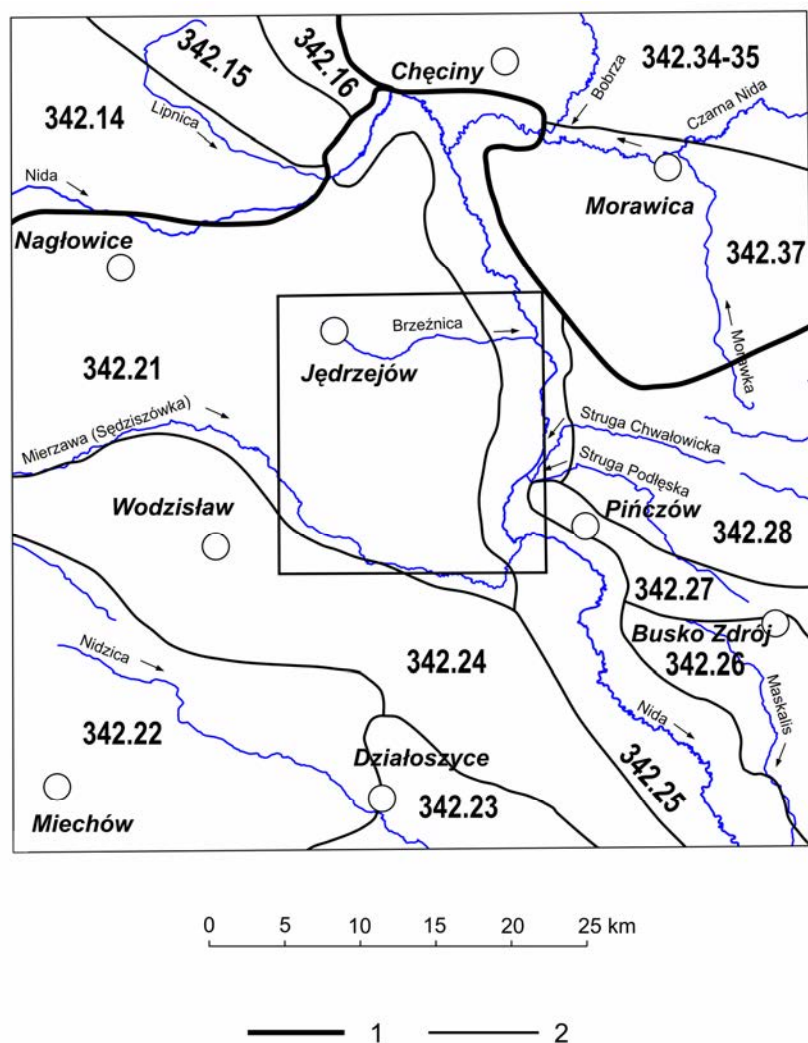 342.15
342.16
342.14
Lipnica
Chęciny
Bobrza
342.34-35
Czarna Nida
Nida
Nagłowice
Morawica
342.37
Morawka
Brzeźnica
Jędrzejów
342.21
Mierzawa (Sędziszówka)
Struga Chwałowicka
Struga Podłęska
Wodzisław
Pińczów
342.28
342.27
Busko Zdrój
342.26
Nidzica
342.24
Maskalis
Nida
342.22
Działoszyce
342.25
342.23
Miechów
0 5 10 15 20 25 km
1 2